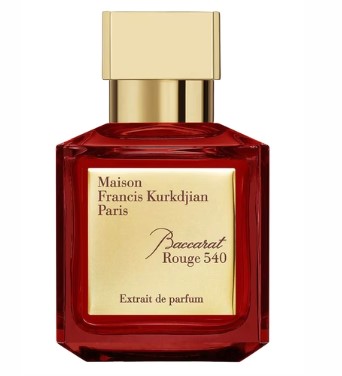 Maison
Francis Kurkdjian
Paris
Baccarat
Rouge 540
Extrait de parfum